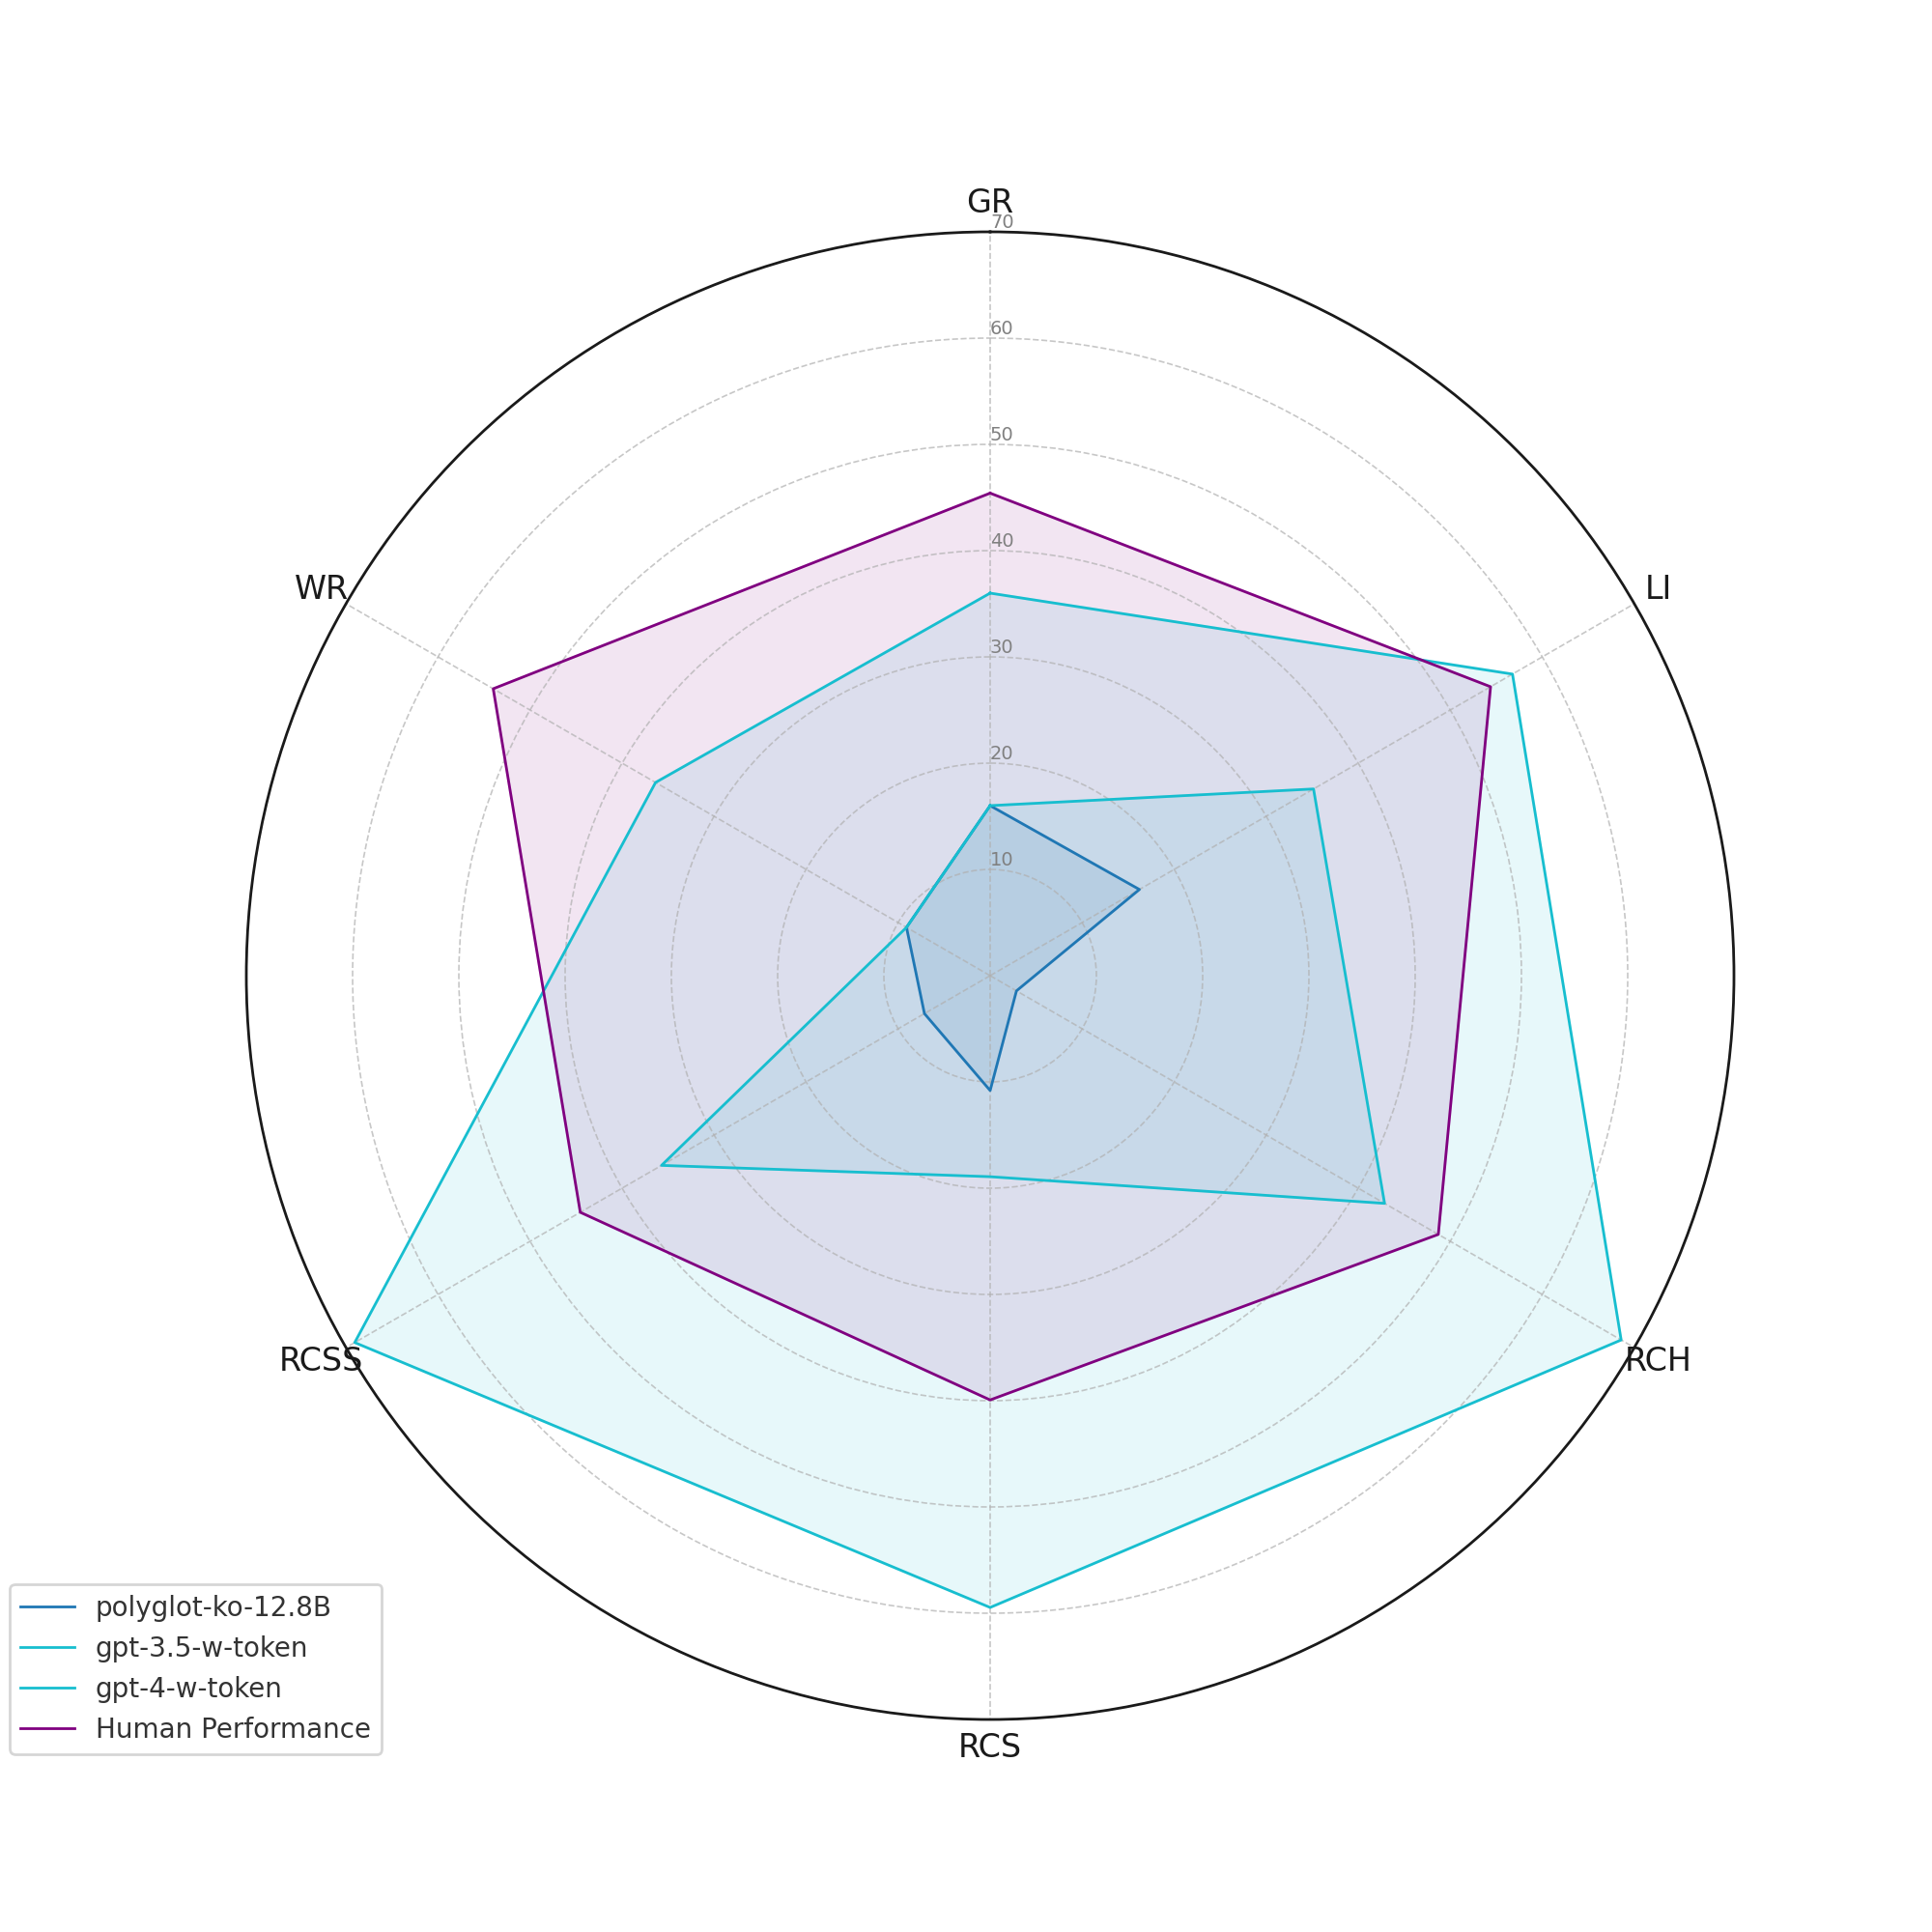 GR
70
60
50
40
30
20
10
WR
LI
RCSS
RCH
RCS
polyglot-ko-12.8B
gpt-3.5-w-token
gpt-4-w-token
Human Performance